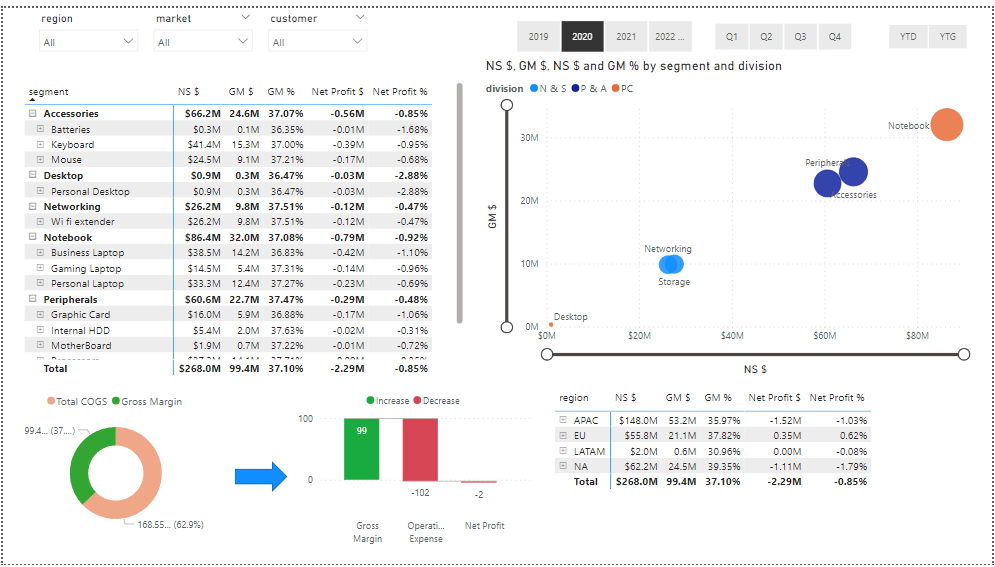 region market customer
All All All
2019 2020 2021 2022 ... Q1 Q2 Q3 Q4 YTD YTG
segment NS $ GM $ GM % Net Profit $ Net Profit %
Accessories $66.2M 24.6M 37.07% -0.56M -0.85%
Batteries $0.3M 0.1M 36.35% -0.01M -1.68%
Keyboard $41.4M 15.3M 37.00% -0.39M -0.95%
Mouse $24.5M 9.1M 37.21% -0.17M -0.68%
Desktop $0.9M 0.3M 36.47% -0.03M -2.88%
Personal Desktop $0.9M 0.3M 36.47% -0.03M -2.88%
Networking $26.2M 9.8M 37.51% -0.12M -0.47%
Wi fi extender $26.2M 9.8M 37.51% -0.12M -0.47%
Notebook $86.4M 32.0M 37.08% -0.79M -0.92%
Business Laptop $38.5M 14.2M 36.83% -0.42M -1.10%
Gaming Laptop $14.5M 5.4M 37.31% -0.14M -0.96%
Personal Laptop $33.3M 12.4M 37.27% -0.23M -0.69%
Peripherals $60.6M 22.7M 37.47% -0.29M -0.48%
Graphic Card $16.0M 5.9M 36.88% -0.17M -1.06%
Internal HDD $5.4M 2.0M 37.63% -0.02M -0.31%
MotherBoard $1.9M 0.7M 37.22% -0.01M -0.72%
Total $268.0M 99.4M 37.10% -2.29M -0.85%
NS $, GM $, NS $ and GM % by segment and division
division N & S P & A PC
GM $
30M
20M
10M
0M
Notebook
Peripherals
Accessories
Networking
Storage
Desktop
$0M $20M $40M $60M $80M
NS $
Total COGS Gross Margin
99.4... (37....)
168.55... (62.9%)
Increase Decrease
100
0
99
-102
-2
Gross Margin
Operati... Expense
Net Profit
region NS $ GM $ GM % Net Profit $ Net Profit %
APAC $148.0M 53.2M 35.97% -1.52M -1.03%
EU $55.8M 21.1M 37.82% 0.35M 0.62%
LATAM $2.0M 0.6M 30.96% 0.00M -0.08%
NA $62.2M 24.5M 39.35% -1.11M -1.79%
Total $268.0M 99.4M 37.10% -2.29M -0.85%